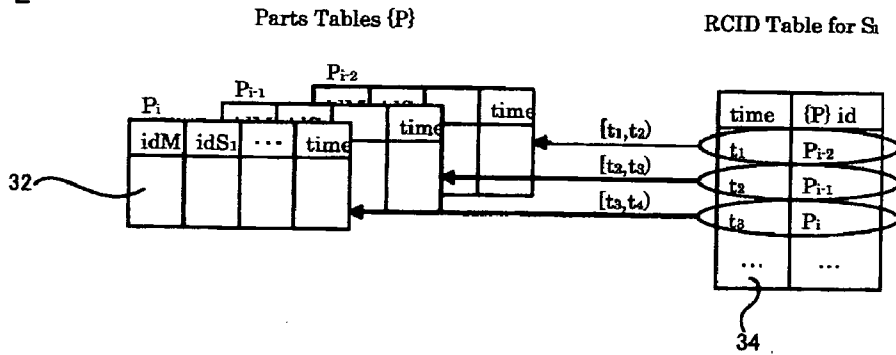 Parts Tables {P}
RCID Table for S₁
Pᵢ₋₂
time
Pᵢ₋₁
time
Pᵢ
idM idS₁ ... time
32
[t₁,t₂)
[t₂,t₃)
[t₃,t₄)
time {P} id
t₁ Pᵢ₋₂
t₂ Pᵢ₋₁
t₃ Pᵢ
... ...
34